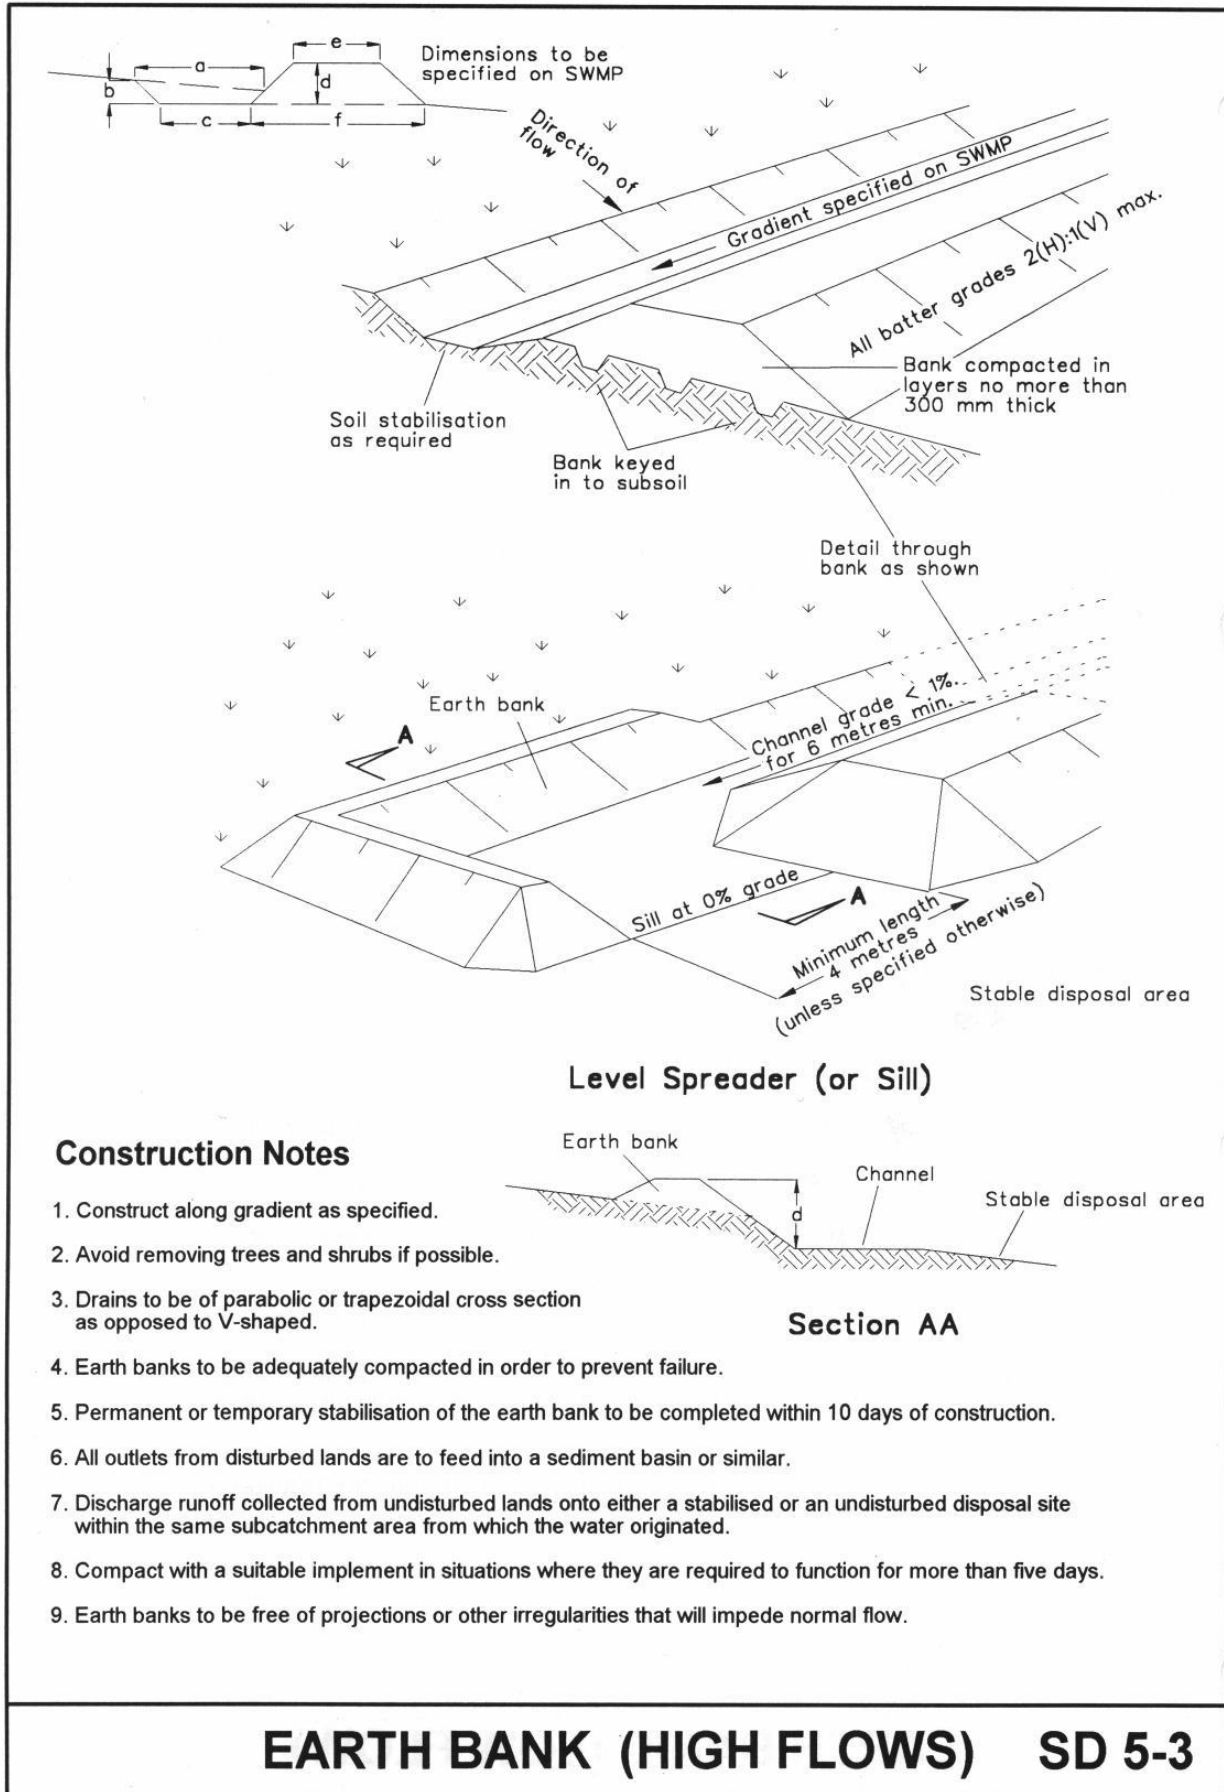 e
a
Dimensions to be
specified on SWMP
b
d
c
f
Direction of
flow
Gradient specified on SWMP
All batter grades 2(H):1(V) max.
Bank compacted in
layers no more than
300 mm thick
Soil stabilisation
as required
Bank keyed
in to subsoil
Detail through
bank as shown
Earth bank
Channel grade < 1%.
for 6 metres min.
A
Sill at 0% grade
A
Minimum length
4 metres
(unless specified otherwise)
Stable disposal area
Level Spreader (or Sill)
Construction Notes
Earth bank
Channel
d
Stable disposal area
Section AA
1. Construct along gradient as specified.
2. Avoid removing trees and shrubs if possible.
3. Drains to be of parabolic or trapezoidal cross section
as opposed to V-shaped.
4. Earth banks to be adequately compacted in order to prevent failure.
5. Permanent or temporary stabilisation of the earth bank to be completed within 10 days of construction.
6. All outlets from disturbed lands are to feed into a sediment basin or similar.
7. Discharge runoff collected from undisturbed lands onto either a stabilised or an undisturbed disposal site
within the same subcatchment area from which the water originated.
8. Compact with a suitable implement in situations where they are required to function for more than five days.
9. Earth banks to be free of projections or other irregularities that will impede normal flow.
EARTH BANK (HIGH FLOWS) SD 5-3